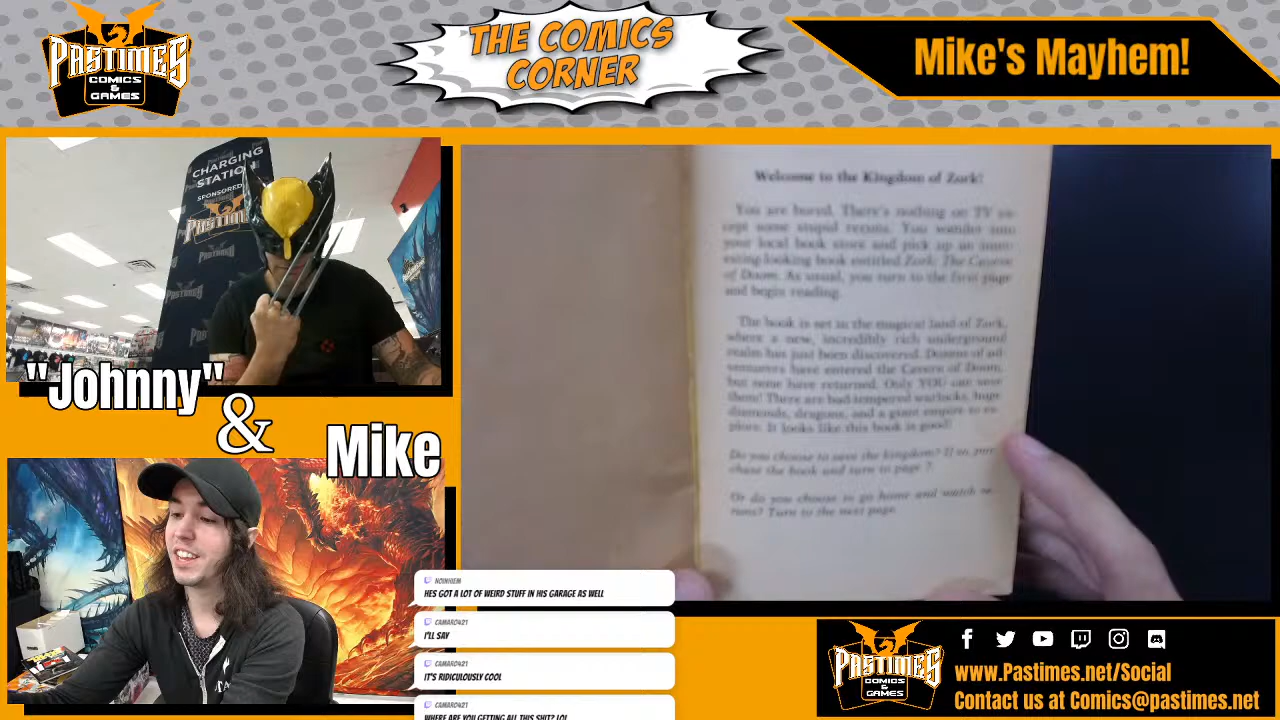 PASTIMES
COMICS
& GAMES
THE COMICS
CORNER
Mike's Mayhem!
CHARGING
STATION
SPONSORED
PASTIM
PASTIMES
"Johnny"
&
Mike
Welcome to the Kingdom of Zork!
You are bored. There's nothing on TV ex-
cept some stupid reruns. You wander into
your local book store and pick up an inter-
esting-looking book entitled Zork: The Cavern
of Doom. As usual, you turn to the first page
and begin reading.
The book is set in the magical land of Zork,
where a new, incredibly rich underground
realm has just been discovered. Dozens of ad-
venturers have entered the Cavern of Doom,
but none have returned. Only YOU can save
them! There are bad-tempered warlocks, huge
diamonds, dragons, and a giant empire to ex-
plore. It looks like this book is good!
Do you choose to save the kingdom? If so, pur-
chase the book and turn to page 7.
Or do you choose to go home and watch re-
runs? Turn to the next page.
NOINHIEM
HES GOT A LOT OF WEIRD STUFF IN HIS GARAGE AS WELL
CAMARO421
I'LL SAY
CAMARO421
IT'S RIDICULOUSLY COOL
CAMARO421
WHERE ARE YOU GETTING ALL THIS SHIT? LOL
PASTIMES
COMICS
& GAMES
www.Pastimes.net/Social
Contact us at Comics@pastimes.net